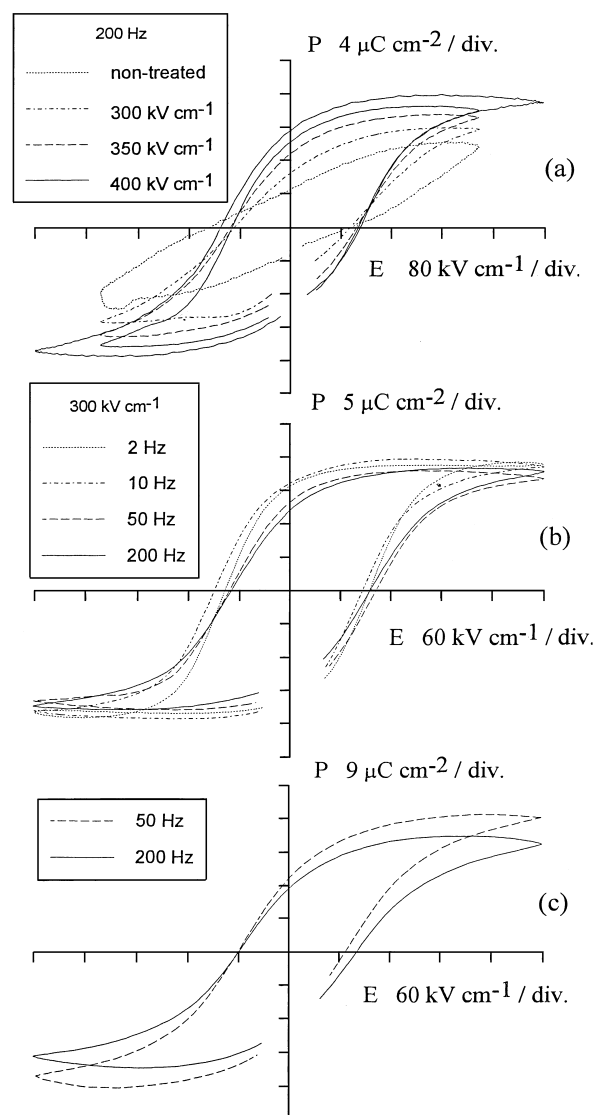 200 Hz
non-treated
300 kV cm-1
350 kV cm-1
400 kV cm-1
P 4 μC cm-2 / div.
(a)
E 80 kV cm-1 / div.
300 kV cm-1
2 Hz
10 Hz
50 Hz
200 Hz
P 5 μC cm-2 / div.
(b)
E 60 kV cm-1 / div.
P 9 μC cm-2 / div.
50 Hz
200 Hz
(c)
E 60 kV cm-1 / div.